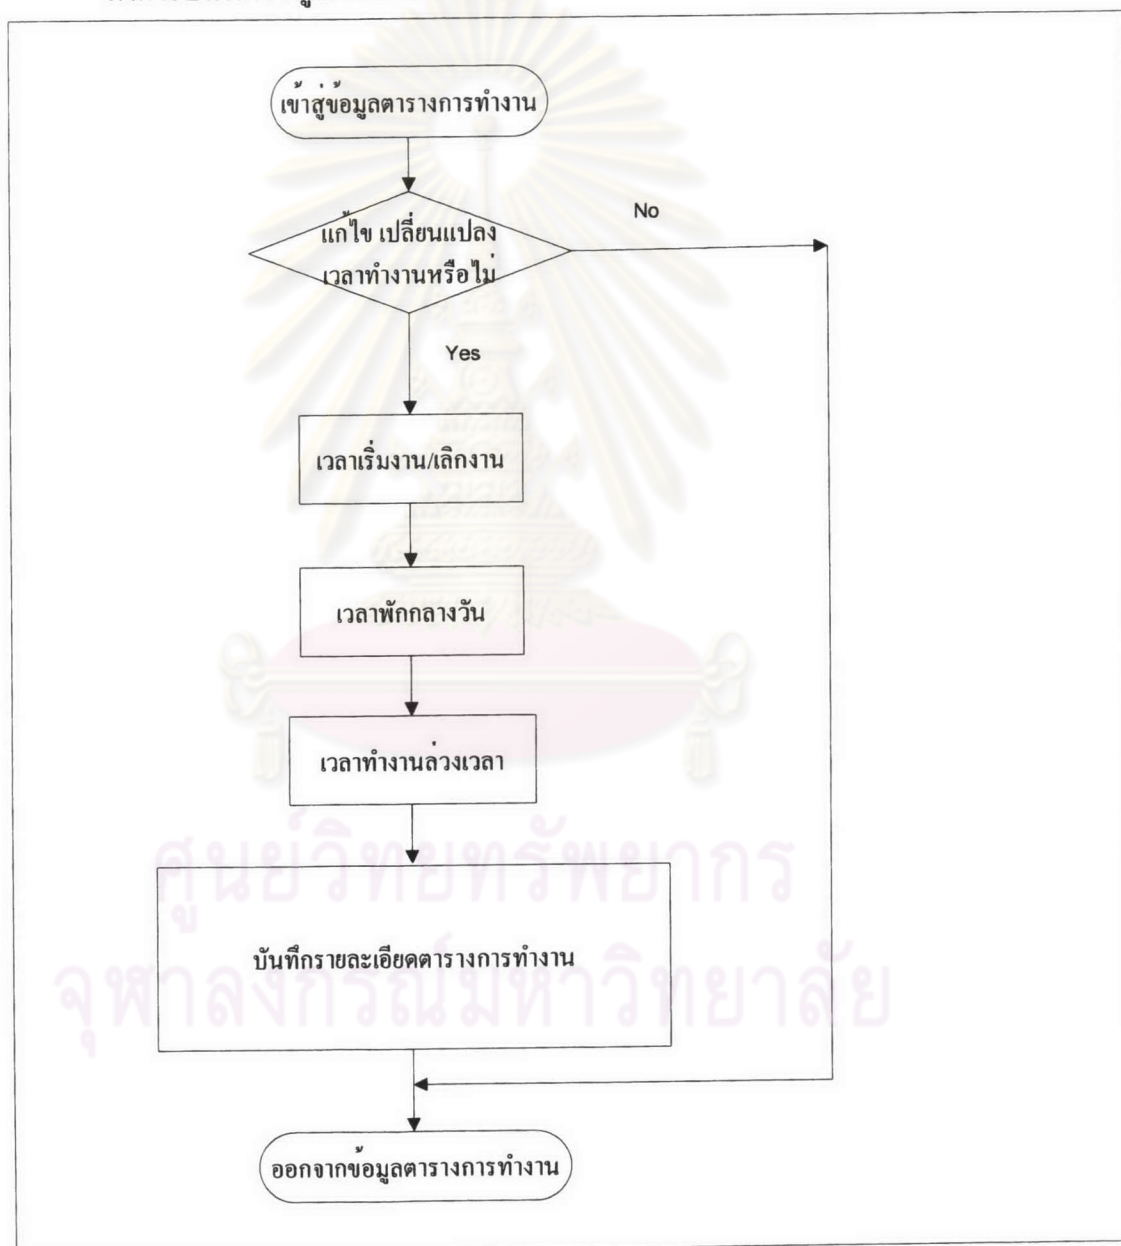 เข้าสู่ข้อมูลตารางการทำงาน
แก้ไข เปลี่ยนแปลง
เวลาทำงานหรือไม่
No
Yes
เวลาเริ่มงาน/เลิกงาน
เวลาพักกลางวัน
เวลาทำงานล่วงเวลา
บันทึกรายละเอียดตารางการทำงาน
ออกจากข้อมูลตารางการทำงาน
ศูนย์วิทยทรัพยากร
จุฬาลงกรณ์มหาวิทยาลัย